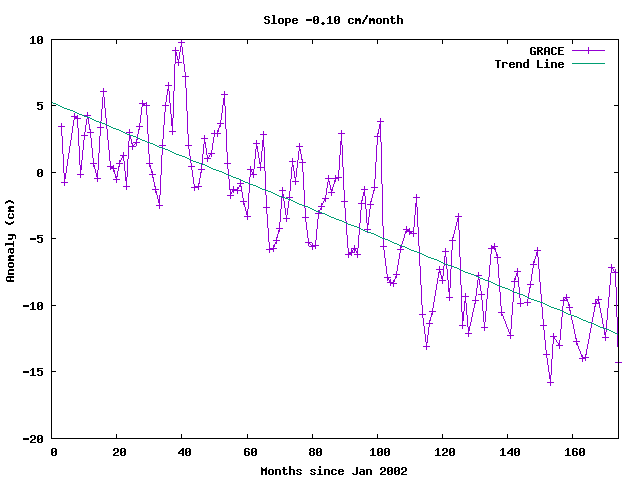 Slope -0.10 cm/month
GRACE
Trend Line
10
5
0
-5
-10
-15
-20
Anomaly (cm)
0 20 40 60 80 100 120 140 160
Months since Jan 2002